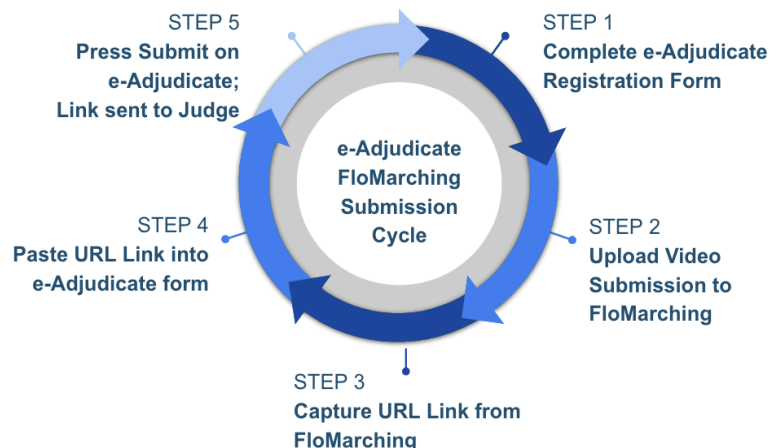 e-Adjudicate
FloMarching
Submission
Cycle
STEP 1
Complete e-Adjudicate
Registration Form
STEP 2
Upload Video
Submission to
FloMarching
STEP 3
Capture URL Link from
FloMarching
STEP 4
Paste URL Link into
e-Adjudicate form
STEP 5
Press Submit on
e-Adjudicate;
Link sent to Judge